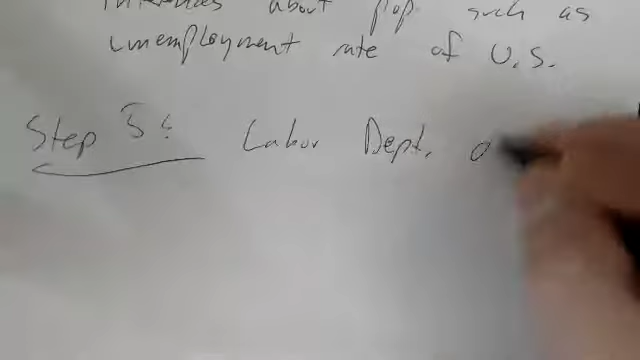 about pop such as
unemployment rate of U.S.
Step 3: Labor Dept. o